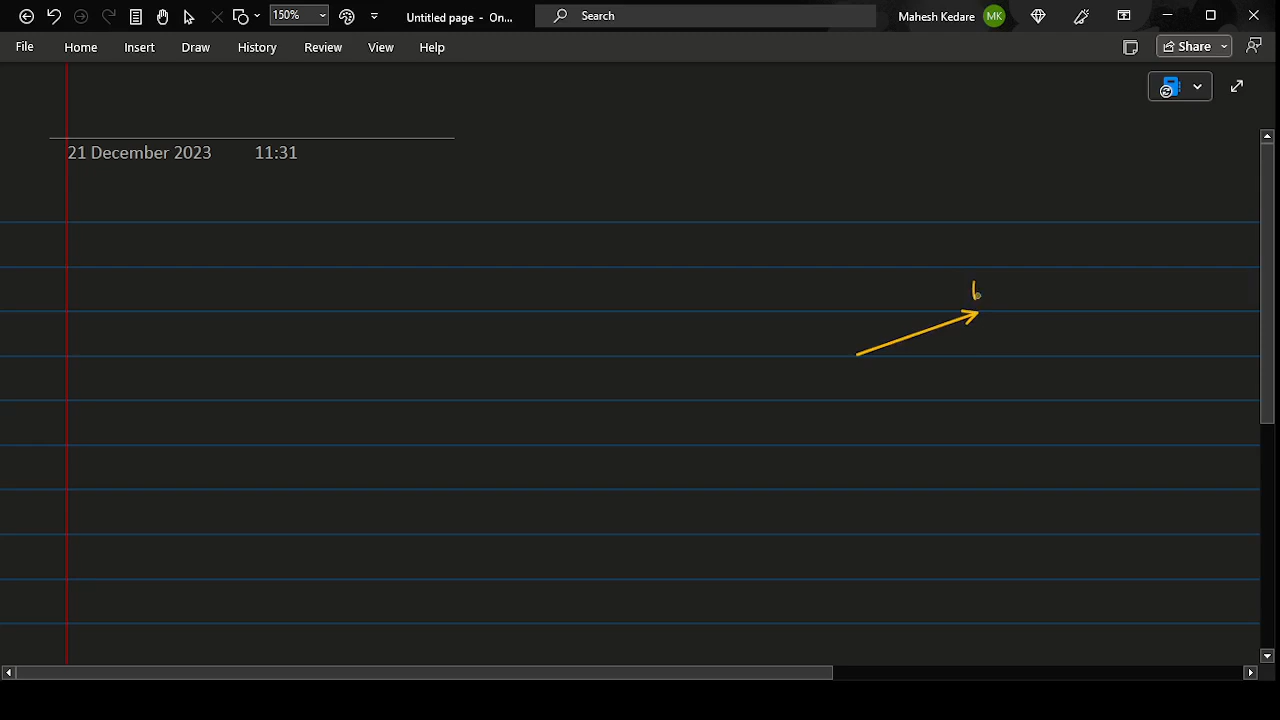 150%
Untitled page - On...
Search
Mahesh Kedare
MK
File
Home
Insert
Draw
History
Review
View
Help
Share
21 December 2023 11:31